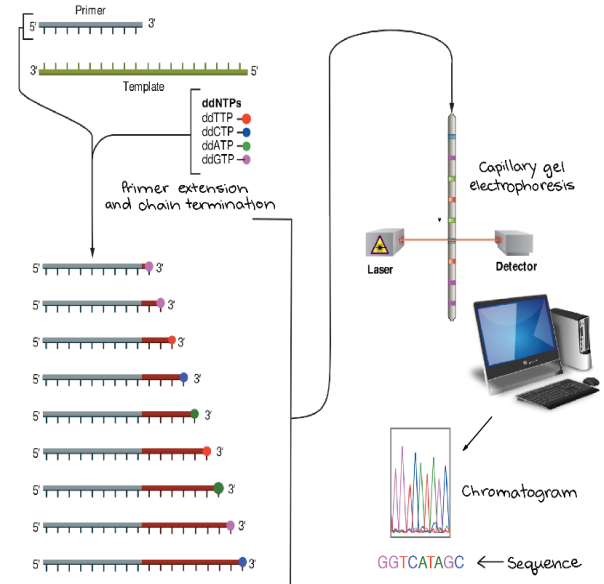 Primer
5' 3'
3' 5'
Template
ddNTPs
ddTTP
ddCTP
ddATP
ddGTP
Primer extension
and chain termination
5' 3'
5' 3'
5' 3'
5' 3'
5' 3'
5' 3'
5' 3'
5' 3'
5' 3'
Capillary gel
electrophoresis
Laser
Detector
Chromatogram
GGTCATAGC ← Sequence